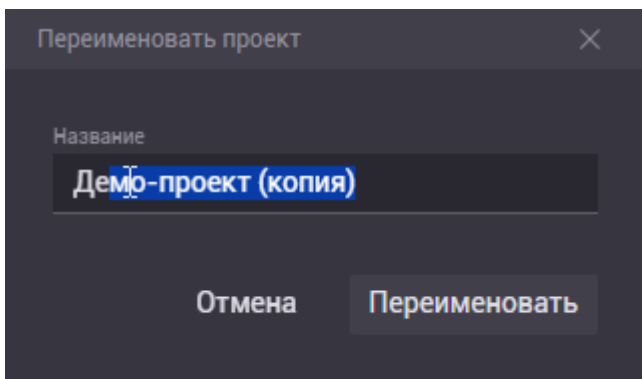 Переименовать проект
Название
Демо-проект (копия)
Отмена Переименовать